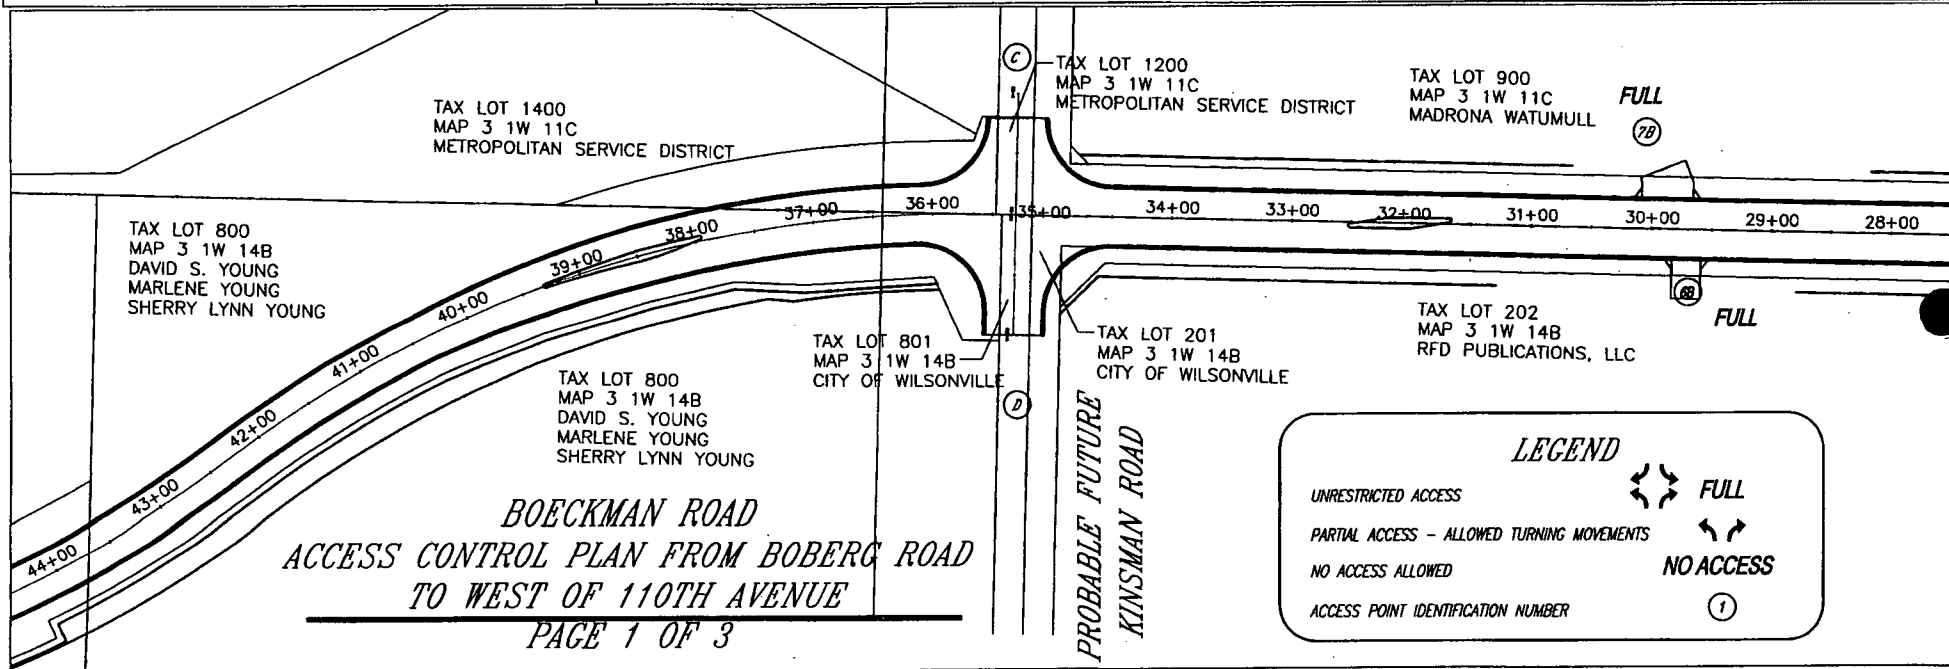 TAX LOT 1400
MAP 3 1W 11C
METROPOLITAN SERVICE DISTRICT
C
TAX LOT 1200
MAP 3 1W 11C
METROPOLITAN SERVICE DISTRICT
TAX LOT 900
MAP 3 1W 11C
MADRONA WATUMULL
FULL
7B
TAX LOT 800
MAP 3 1W 14B
DAVID S. YOUNG
MARLENE YOUNG
SHERRY LYNN YOUNG
44+00
43+00
42+00
41+00
40+00
39+00
38+00
37+00
36+00
35+00
34+00
33+00
32+00
31+00
30+00
29+00
28+00
6B
FULL
TAX LOT 801
MAP 3 1W 14B
CITY OF WILSONVILLE
TAX LOT 201
MAP 3 1W 14B
CITY OF WILSONVILLE
TAX LOT 202
MAP 3 1W 14B
RFD PUBLICATIONS, LLC
TAX LOT 800
MAP 3 1W 14B
DAVID S. YOUNG
MARLENE YOUNG
SHERRY LYNN YOUNG
D
PROBABLE FUTURE
KINSMAN ROAD
BOECKMAN ROAD
ACCESS CONTROL PLAN FROM BOBERG ROAD
TO WEST OF 110TH AVENUE
PAGE 1 OF 3
LEGEND
UNRESTRICTED ACCESS FULL
PARTIAL ACCESS - ALLOWED TURNING MOVEMENTS
NO ACCESS ALLOWED NO ACCESS
ACCESS POINT IDENTIFICATION NUMBER 1